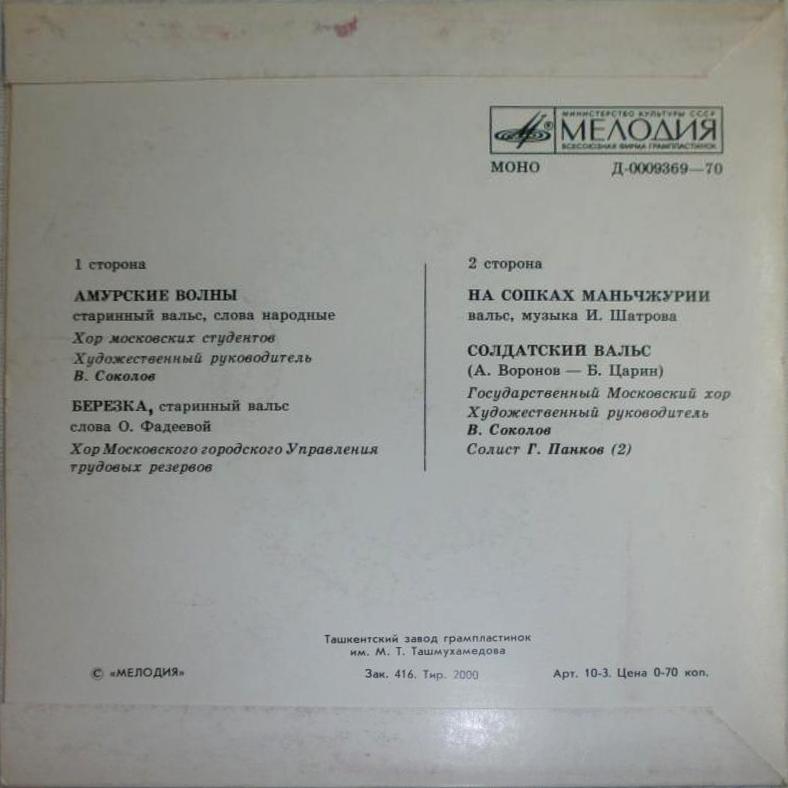 МИНИСТЕРСТВО КУЛЬТУРЫ СССР
МЕЛОДИЯ
ВСЕСОЮЗНАЯ ФИРМА ГРАМПЛАСТИНОК
МОНО Д-0009369—70
1 сторона
АМУРСКИЕ ВОЛНЫ
старинный вальс, слова народные
Хор московских студентов
Художественный руководитель
В. Соколов
БЕРЕЗКА, старинный вальс
слова О. Фадеевой
Хор Московского городского Управления
трудовых резервов
2 сторона
НА СОПКАХ МАНЬЧЖУРИИ
вальс, музыка И. Шатрова
СОЛДАТСКИЙ ВАЛЬС
(А. Воронов — Б. Царин)
Государственный Московский хор
Художественный руководитель
В. Соколов
Солист Г. Панков (2)
Ташкентский завод грампластинок
им. М. Т. Ташмухамедова
© «МЕЛОДИЯ» Зак. 416. Тир. 2000 Арт. 10-3. Цена 0-70 коп.